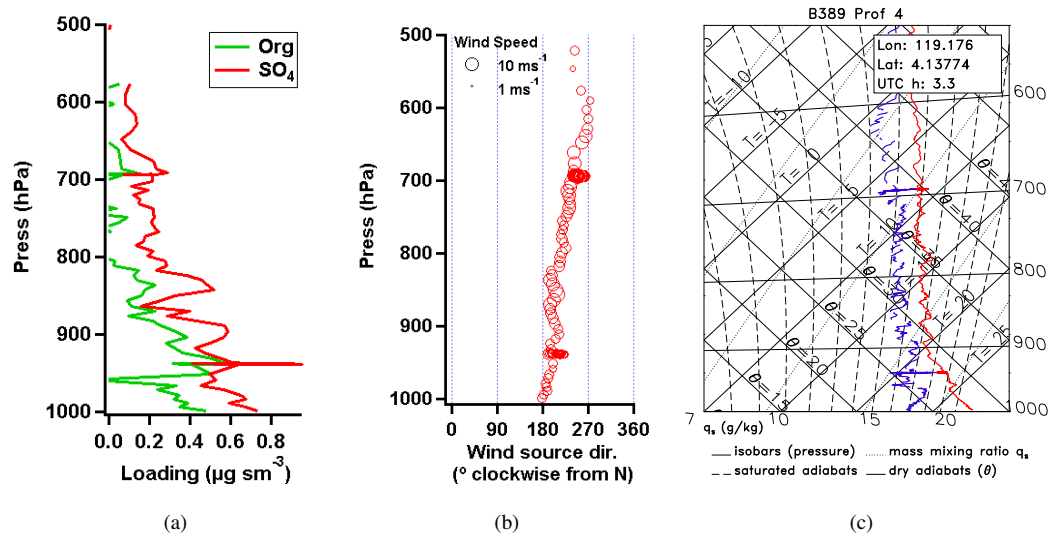 500
600
700
800
900
1000
0.0
0.2
0.4
0.6
0.8
Press (hPa)
Loading (µg sm⁻³)
Org
SO₄
(a)
500
600
700
800
900
1000
0
90
180
270
360
Press (hPa)
Wind Speed
10 ms⁻¹
1 ms⁻¹
Wind source dir.
(º clockwise from N)
(b)
B389 Prof 4
Lon: 119.176
Lat: 4.13774
UTC h: 3.3
600
700
800
900
000
T=-10
T=-5
T= 0
T= 5
T= 10
T= 20
T= 25
θ= 40
θ= 35
θ= 30
θ= 25
θ= 20
θ= 15
7
10
15
20
24
qₛ (g/kg)
isobars (pressure)
mass mixing ratio qₛ
saturated adiabats
dry adiabats (θ)
(c)